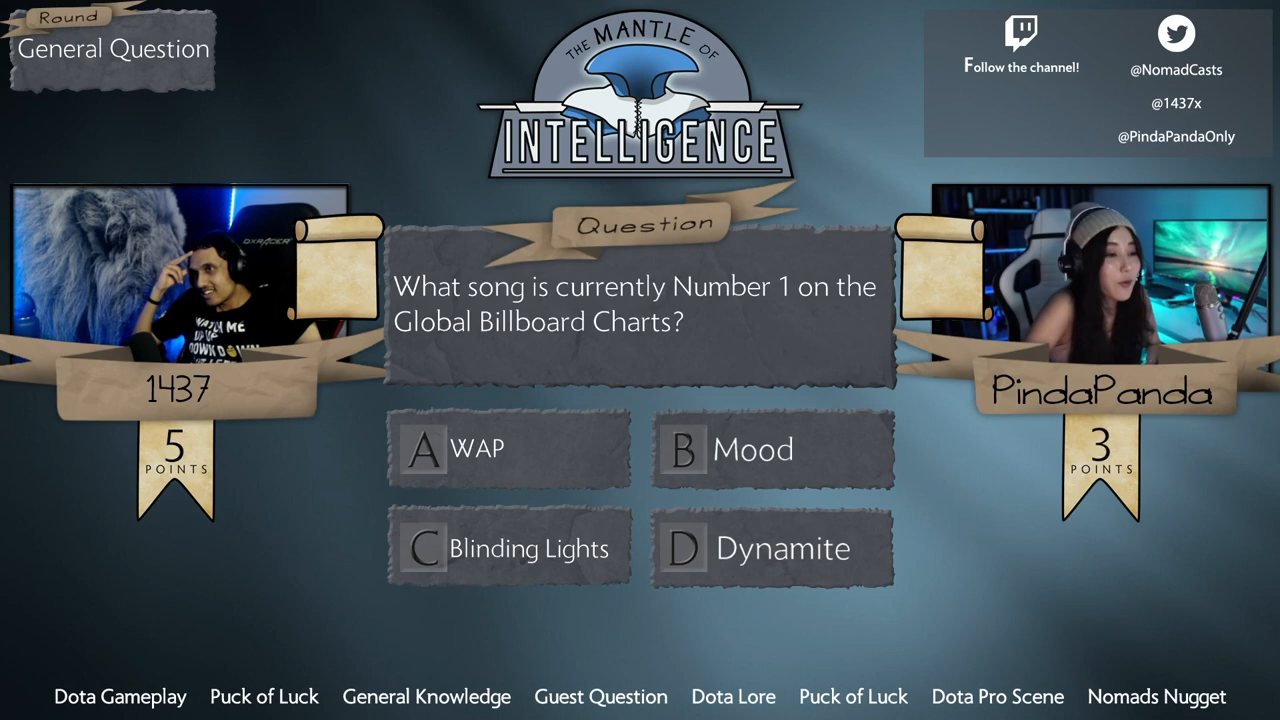 Round
General Question
THE MANTLE OF
INTELLIGENCE
Follow the channel!
@NomadCasts
@1437x
@PindaPandaOnly
DXRACER
Question
What song is currently Number 1 on the
Global Billboard Charts?
1437
5
POINTS
PindaPanda
3
POINTS
A WAP
B Mood
C Blinding Lights
D Dynamite
Dota Gameplay Puck of Luck General Knowledge Guest Question Dota Lore Puck of Luck Dota Pro Scene Nomads Nugget